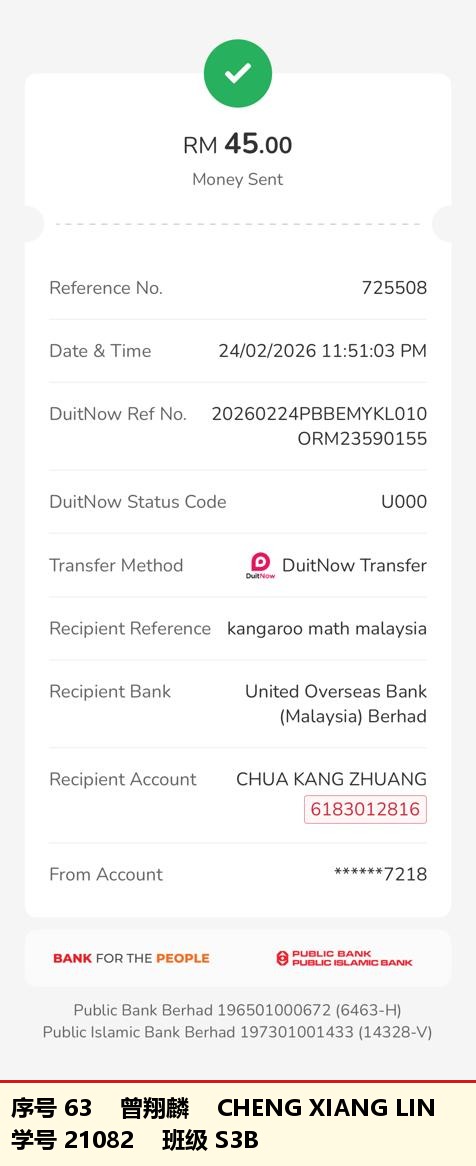 RM 45.00
Money Sent
Reference No. 725508
Date & Time 24/02/2026 11:51:03 PM
DuitNow Ref No. 20260224PBBEMYKL010
ORM23590155
DuitNow Status Code U000
Transfer Method DuitNow DuitNow Transfer
Recipient Reference kangaroo math malaysia
Recipient Bank United Overseas Bank
(Malaysia) Berhad
Recipient Account CHUA KANG ZHUANG
6183012816
From Account ******7218
BANK FOR THE PEOPLE PUBLIC BANK
PUBLIC ISLAMIC BANK
Public Bank Berhad 196501000672 (6463-H)
Public Islamic Bank Berhad 197301001433 (14328-V)
序号 63 曾翔麟 CHENG XIANG LIN
学号 21082 班级 S3B